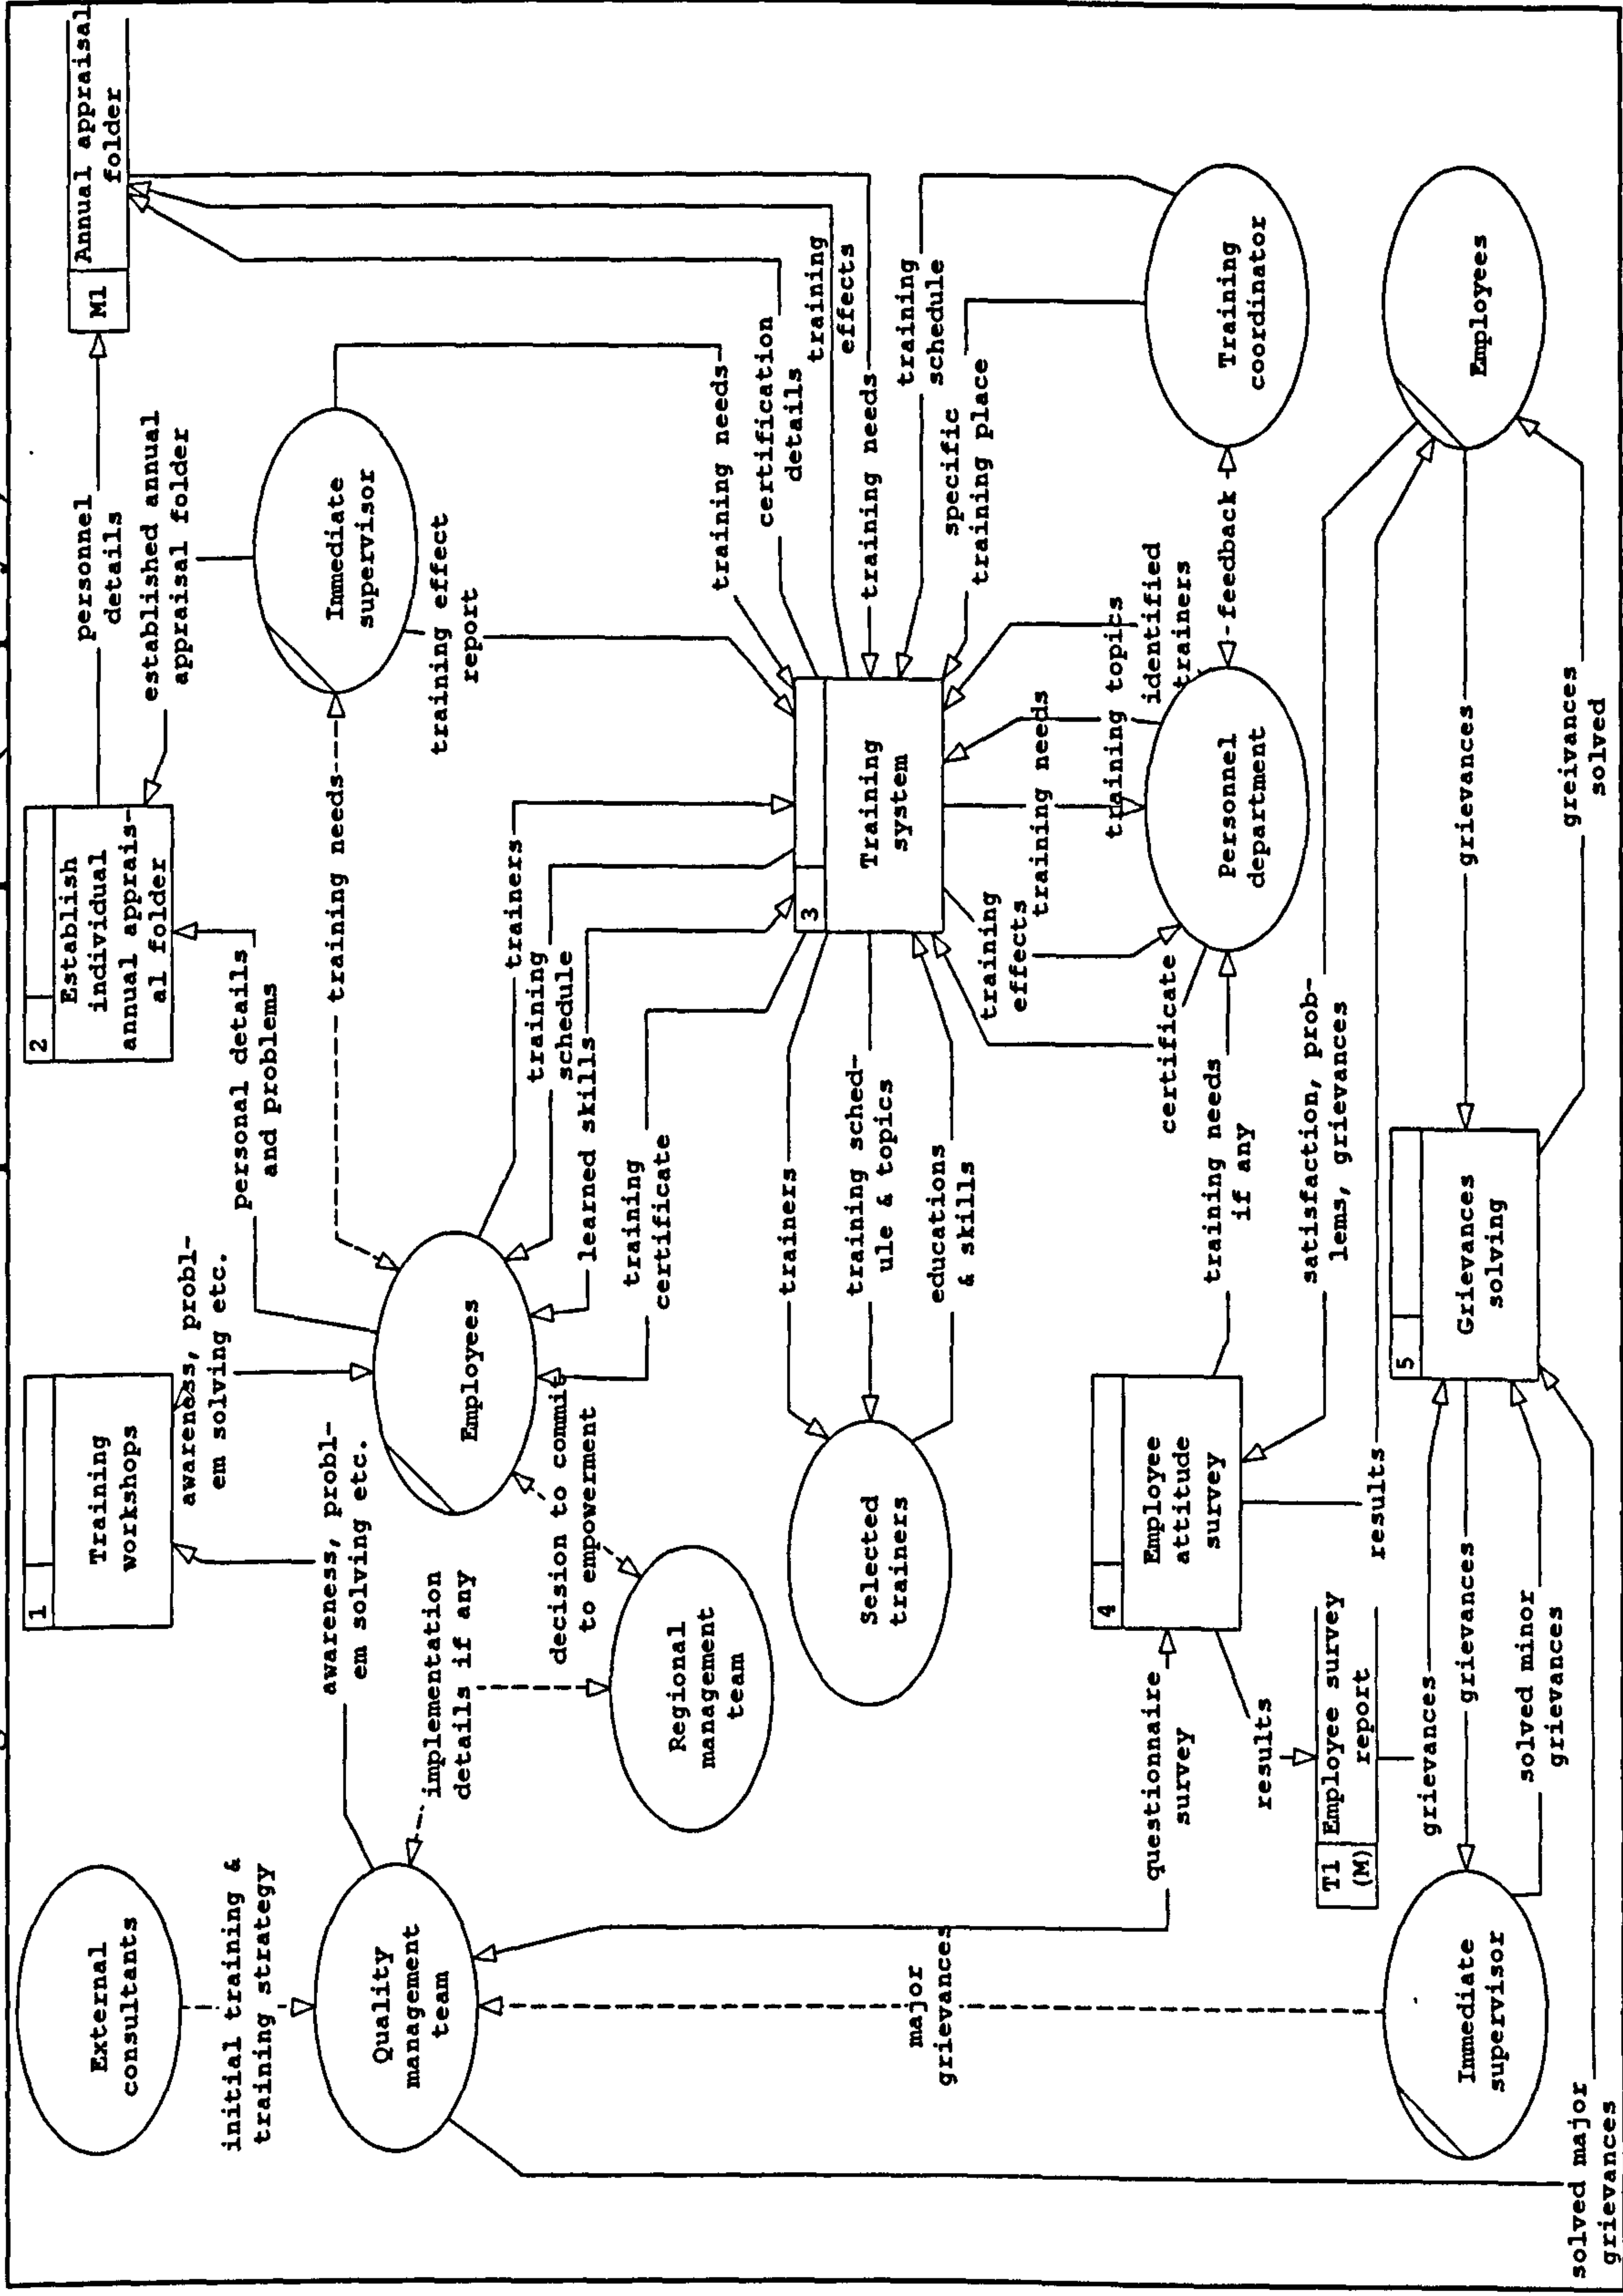 External
consultants
initial training &
training strategy
Quality
management
team
1
Training
workshops
awareness, probl-
em solving etc.
awareness, probl-
em solving etc.
implementation
details if any
Regional
management
team
decision to commit
to empowerment
Employees
personal details
and problems
2
Establish
individual
annual apprais-
al folder
personnel
details
established annual
appraisal folder
M1
Annual appraisal
folder
Immediate
supervisor
training needs
training effect
report
training needs
certification
details
training
effects
training needs
training
schedule
specific
training place
trainers
training
schedule
learned skills
training
certificate
3
Training
system
trainers
training sched-
ule & topics
educations
& skills
Selected
trainers
training
effects
training needs
training topics
identified
trainers
certificate
Personnel
department
feedback
Training
coordinator
training needs
if any
4
Employee
attitude
survey
satisfaction, prob-
lems, grievances
results
questionnaire
survey
results
T1
(M)
Employee survey
report
major
grievances
grievances
grievances
solved minor
grievances
Immediate
supervisor
5
Grievances
solving
grievances
greivances
solved
Employees
solved major
grievances